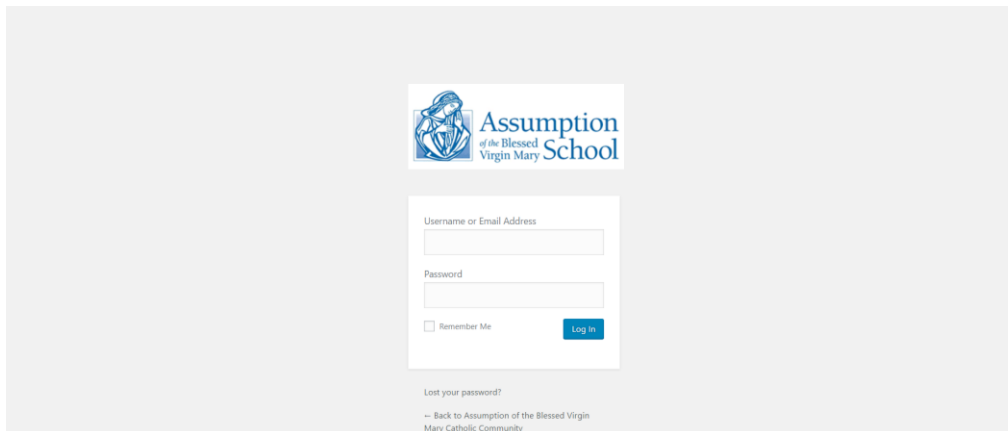 Assumption
of the Blessed
Virgin Mary School
Username or Email Address
Password
Remember Me
Log In
Lost your password?
← Back to Assumption of the Blessed Virgin
Mary Catholic Community